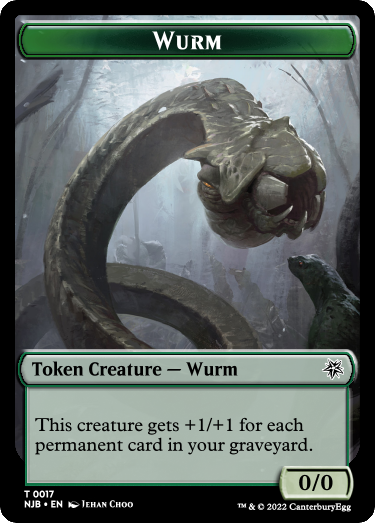 Wurm
Token Creature — Wurm
This creature gets +1/+1 for each
permanent card in your graveyard.
0/0
T 0017
NJB • EN Jehan Choo
™ & © 2022 CanterburyEgg